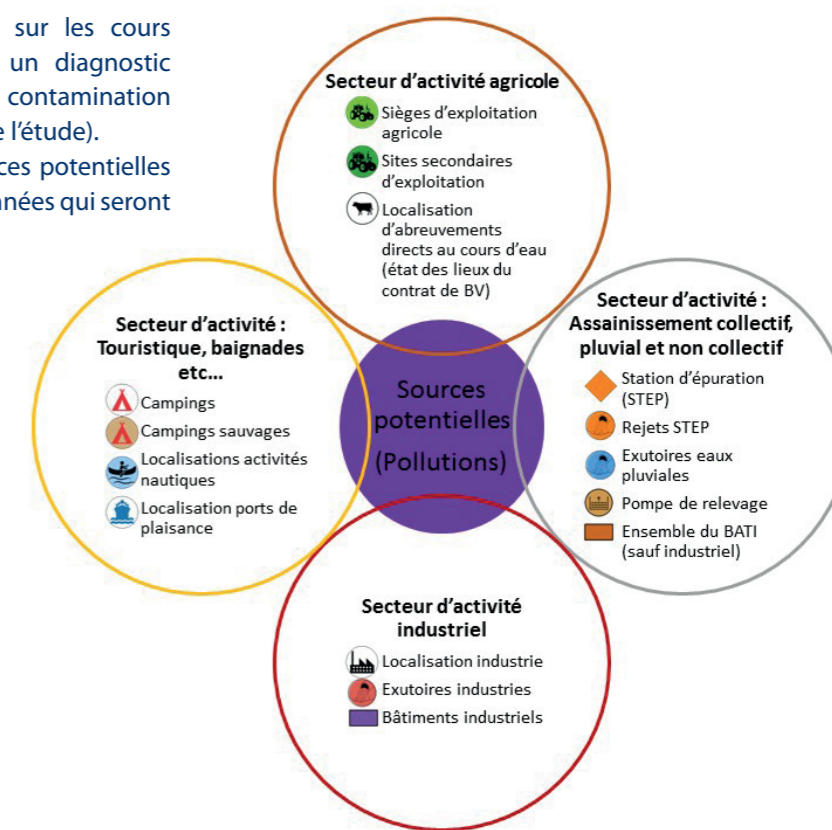 sur les cours
un diagnostic
contamination
e l'étude).
ces potentielles
nnées qui seront
Secteur d'activité agricole
Sièges d'exploitation
agricole
Sites secondaires
d'exploitation
Localisation
d'abreuvements
directs au cours d'eau
(état des lieux du
contrat de BV)
Secteur d'activité :
Touristique, baignades
etc...
Campings
Campings sauvages
Localisations activités
nautiques
Localisation ports de
plaisance
Sources
potentielles
(Pollutions)
Secteur d'activité :
Assainissement collectif,
pluvial et non collectif
Station d'épuration
(STEP)
Rejets STEP
Exutoires eaux
pluviales
Pompe de relevage
Ensemble du BATI
(sauf industriel)
Secteur d'activité
industriel
Localisation industrie
Exutoires industries
Bâtiments industriels